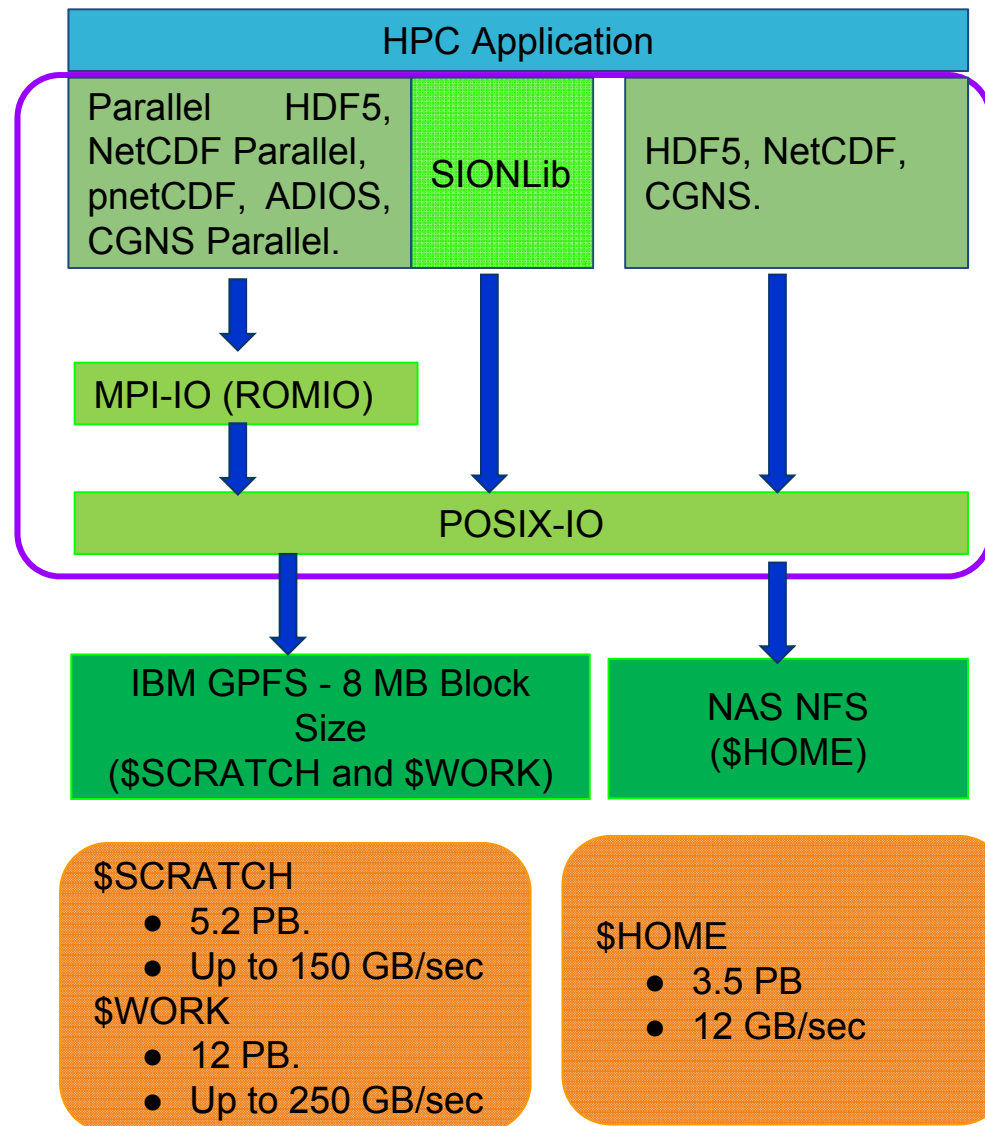 HPC Application
Parallel HDF5,
NetCDF Parallel,
pnetCDF, ADIOS,
CGNS Parallel.
SIONLib
HDF5, NetCDF,
CGNS.
MPI-IO (ROMIO)
POSIX-IO
IBM GPFS - 8 MB Block
Size
($SCRATCH and $WORK)
NAS NFS
($HOME)
$SCRATCH
● 5.2 PB.
● Up to 150 GB/sec
$WORK
● 12 PB.
● Up to 250 GB/sec
$HOME
● 3.5 PB
● 12 GB/sec